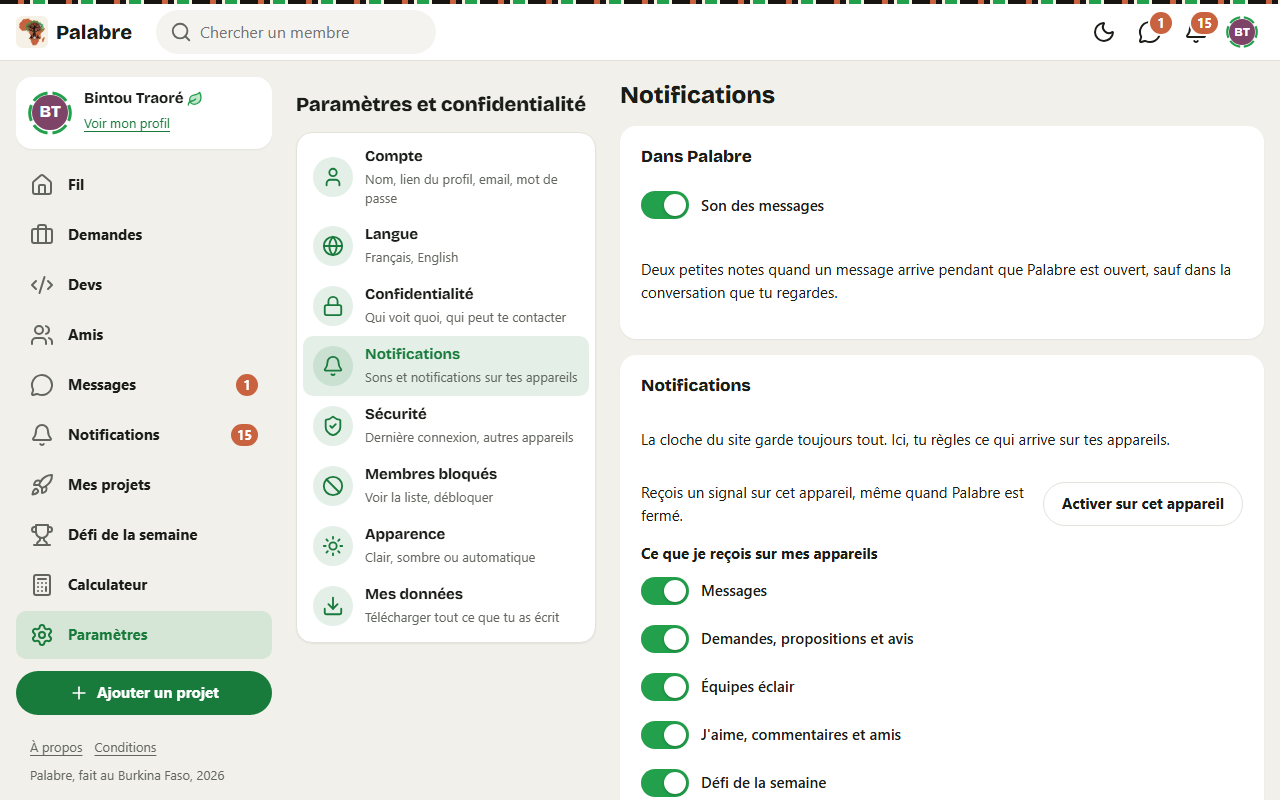 Palabre
Chercher un membre
1
15
BT
BT
Bintou Traoré
Voir mon profil
Fil
Demandes
Devs
Amis
Messages
1
Notifications
15
Mes projets
Défi de la semaine
Calculateur
Paramètres
Ajouter un projet
À propos Conditions
Palabre, fait au Burkina Faso, 2026
Paramètres et confidentialité
Compte
Nom, lien du profil, email, mot de
passe
Langue
Français, English
Confidentialité
Qui voit quoi, qui peut te contacter
Notifications
Sons et notifications sur tes appareils
Sécurité
Dernière connexion, autres appareils
Membres bloqués
Voir la liste, débloquer
Apparence
Clair, sombre ou automatique
Mes données
Télécharger tout ce que tu as écrit
Notifications
Dans Palabre
Son des messages
Deux petites notes quand un message arrive pendant que Palabre est ouvert, sauf dans la
conversation que tu regardes.
Notifications
La cloche du site garde toujours tout. Ici, tu règles ce qui arrive sur tes appareils.
Reçois un signal sur cet appareil, même quand Palabre est
fermé.
Activer sur cet appareil
Ce que je reçois sur mes appareils
Messages
Demandes, propositions et avis
Équipes éclair
J'aime, commentaires et amis
Défi de la semaine